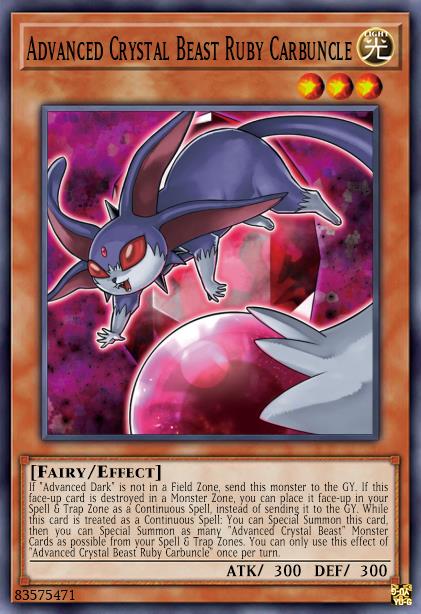 ADVANCED CRYSTAL BEAST RUBY CARBUNCLE
LIGHT
光
[FAIRY/EFFECT]
If "Advanced Dark" is not in a Field Zone, send this monster to the GY. If this
face-up card is destroyed in a Monster Zone, you can place it face-up in your
Spell & Trap Zone as a Continuous Spell, instead of sending it to the GY. While
this card is treated as a Continuous Spell: You can Special Summon this card,
then you can Special Summon as many "Advanced Crystal Beast" Monster
Cards as possible from your Spell & Trap Zones. You can only use this effect of
"Advanced Crystal Beast Ruby Carbuncle" once per turn.
ATK/ 300 DEF/ 300
83575471